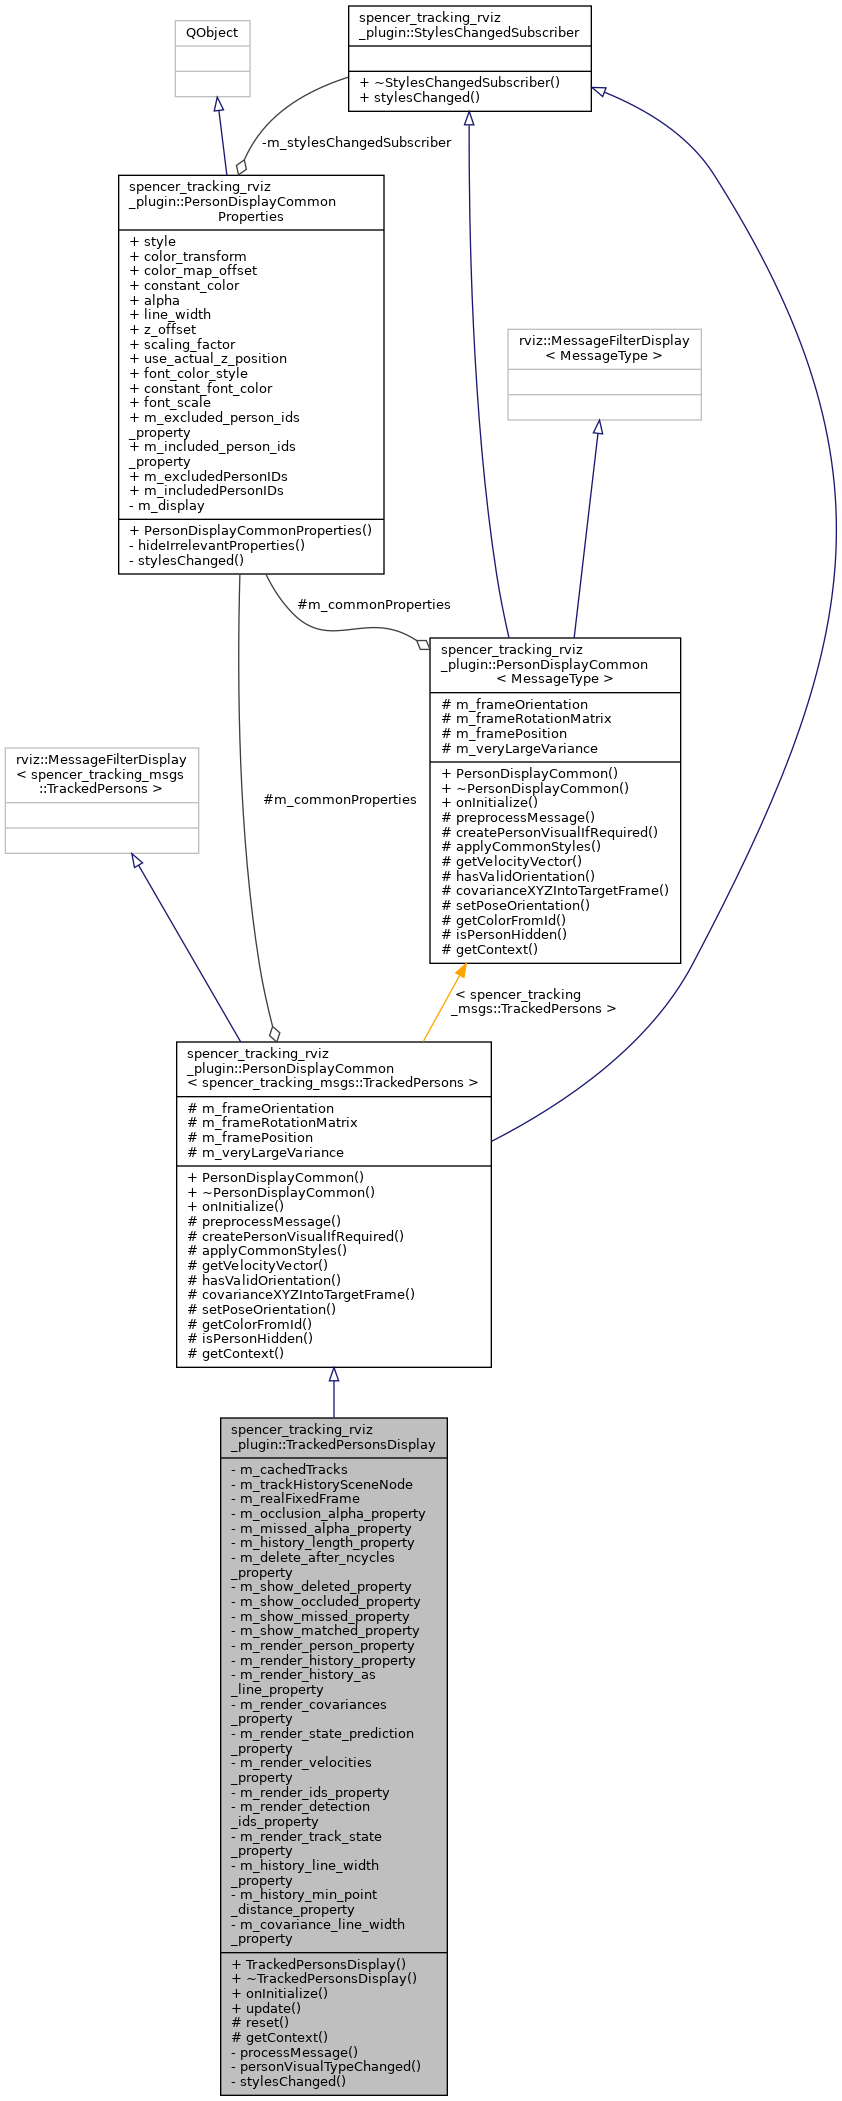 QObject
spencer_tracking_rviz
_plugin::StylesChangedSubscriber
+ ~StylesChangedSubscriber()
+ stylesChanged()
-m_stylesChangedSubscriber
spencer_tracking_rviz
_plugin::PersonDisplayCommon
Properties
+ style
+ color_transform
+ color_map_offset
+ constant_color
+ alpha
+ line_width
+ z_offset
+ scaling_factor
+ use_actual_z_position
+ font_color_style
+ constant_font_color
+ font_scale
+ m_excluded_person_ids
_property
+ m_included_person_ids
_property
+ m_excludedPersonIDs
+ m_includedPersonIDs
- m_display
+ PersonDisplayCommonProperties()
- hideIrrelevantProperties()
- stylesChanged()
rviz::MessageFilterDisplay
< MessageType >
#m_commonProperties
spencer_tracking_rviz
_plugin::PersonDisplayCommon
< MessageType >
# m_frameOrientation
# m_frameRotationMatrix
# m_framePosition
# m_veryLargeVariance
+ PersonDisplayCommon()
+ ~PersonDisplayCommon()
+ onInitialize()
# preprocessMessage()
# createPersonVisualIfRequired()
# applyCommonStyles()
# getVelocityVector()
# hasValidOrientation()
# covarianceXYZIntoTargetFrame()
# setPoseOrientation()
# getColorFromId()
# isPersonHidden()
# getContext()
rviz::MessageFilterDisplay
< spencer_tracking_msgs
::TrackedPersons >
#m_commonProperties
< spencer_tracking
_msgs::TrackedPersons >
spencer_tracking_rviz
_plugin::PersonDisplayCommon
< spencer_tracking_msgs::TrackedPersons >
# m_frameOrientation
# m_frameRotationMatrix
# m_framePosition
# m_veryLargeVariance
+ PersonDisplayCommon()
+ ~PersonDisplayCommon()
+ onInitialize()
# preprocessMessage()
# createPersonVisualIfRequired()
# applyCommonStyles()
# getVelocityVector()
# hasValidOrientation()
# covarianceXYZIntoTargetFrame()
# setPoseOrientation()
# getColorFromId()
# isPersonHidden()
# getContext()
spencer_tracking_rviz
_plugin::TrackedPersonsDisplay
- m_cachedTracks
- m_trackHistorySceneNode
- m_realFixedFrame
- m_occlusion_alpha_property
- m_missed_alpha_property
- m_history_length_property
- m_delete_after_ncycles
_property
- m_show_deleted_property
- m_show_occluded_property
- m_show_missed_property
- m_show_matched_property
- m_render_person_property
- m_render_history_property
- m_render_history_as
_line_property
- m_render_covariances
_property
- m_render_state_prediction
_property
- m_render_velocities
_property
- m_render_ids_property
- m_render_detection
_ids_property
- m_render_track_state
_property
- m_history_line_width
_property
- m_history_min_point
_distance_property
- m_covariance_line_width
_property
+ TrackedPersonsDisplay()
+ ~TrackedPersonsDisplay()
+ onInitialize()
+ update()
# reset()
# getContext()
- processMessage()
- personVisualTypeChanged()
- stylesChanged()